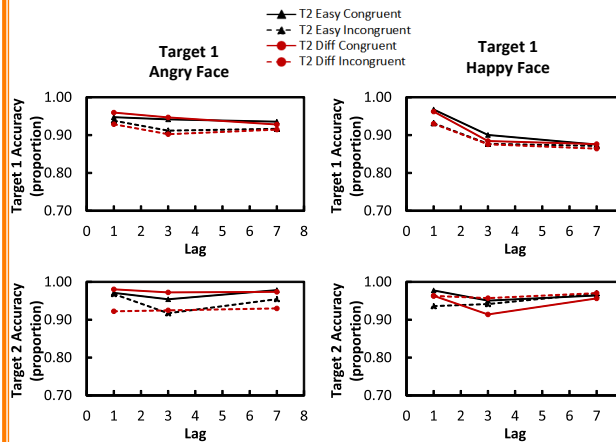 T2 Easy Congruent
T2 Easy Incongruent
T2 Diff Congruent
T2 Diff Incongruent
Target 1
Angry Face
Target 1
Happy Face
Target 1 Accuracy
(proportion)
1.00
0.90
0.80
0.70
0 1 2 3 4 5 6 7 8
Lag
Target 1 Accuracy
(proportion)
1.00
0.90
0.80
0.70
0 1 2 3 4 5 6 7
Lag
Target 2 Accuracy
(proportion)
1.00
0.90
0.80
0.70
0 1 2 3 4 5 6 7 8
Lag
Target 2 Accuracy
(proportion)
1.00
0.90
0.80
0.70
0 1 2 3 4 5 6 7
Lag